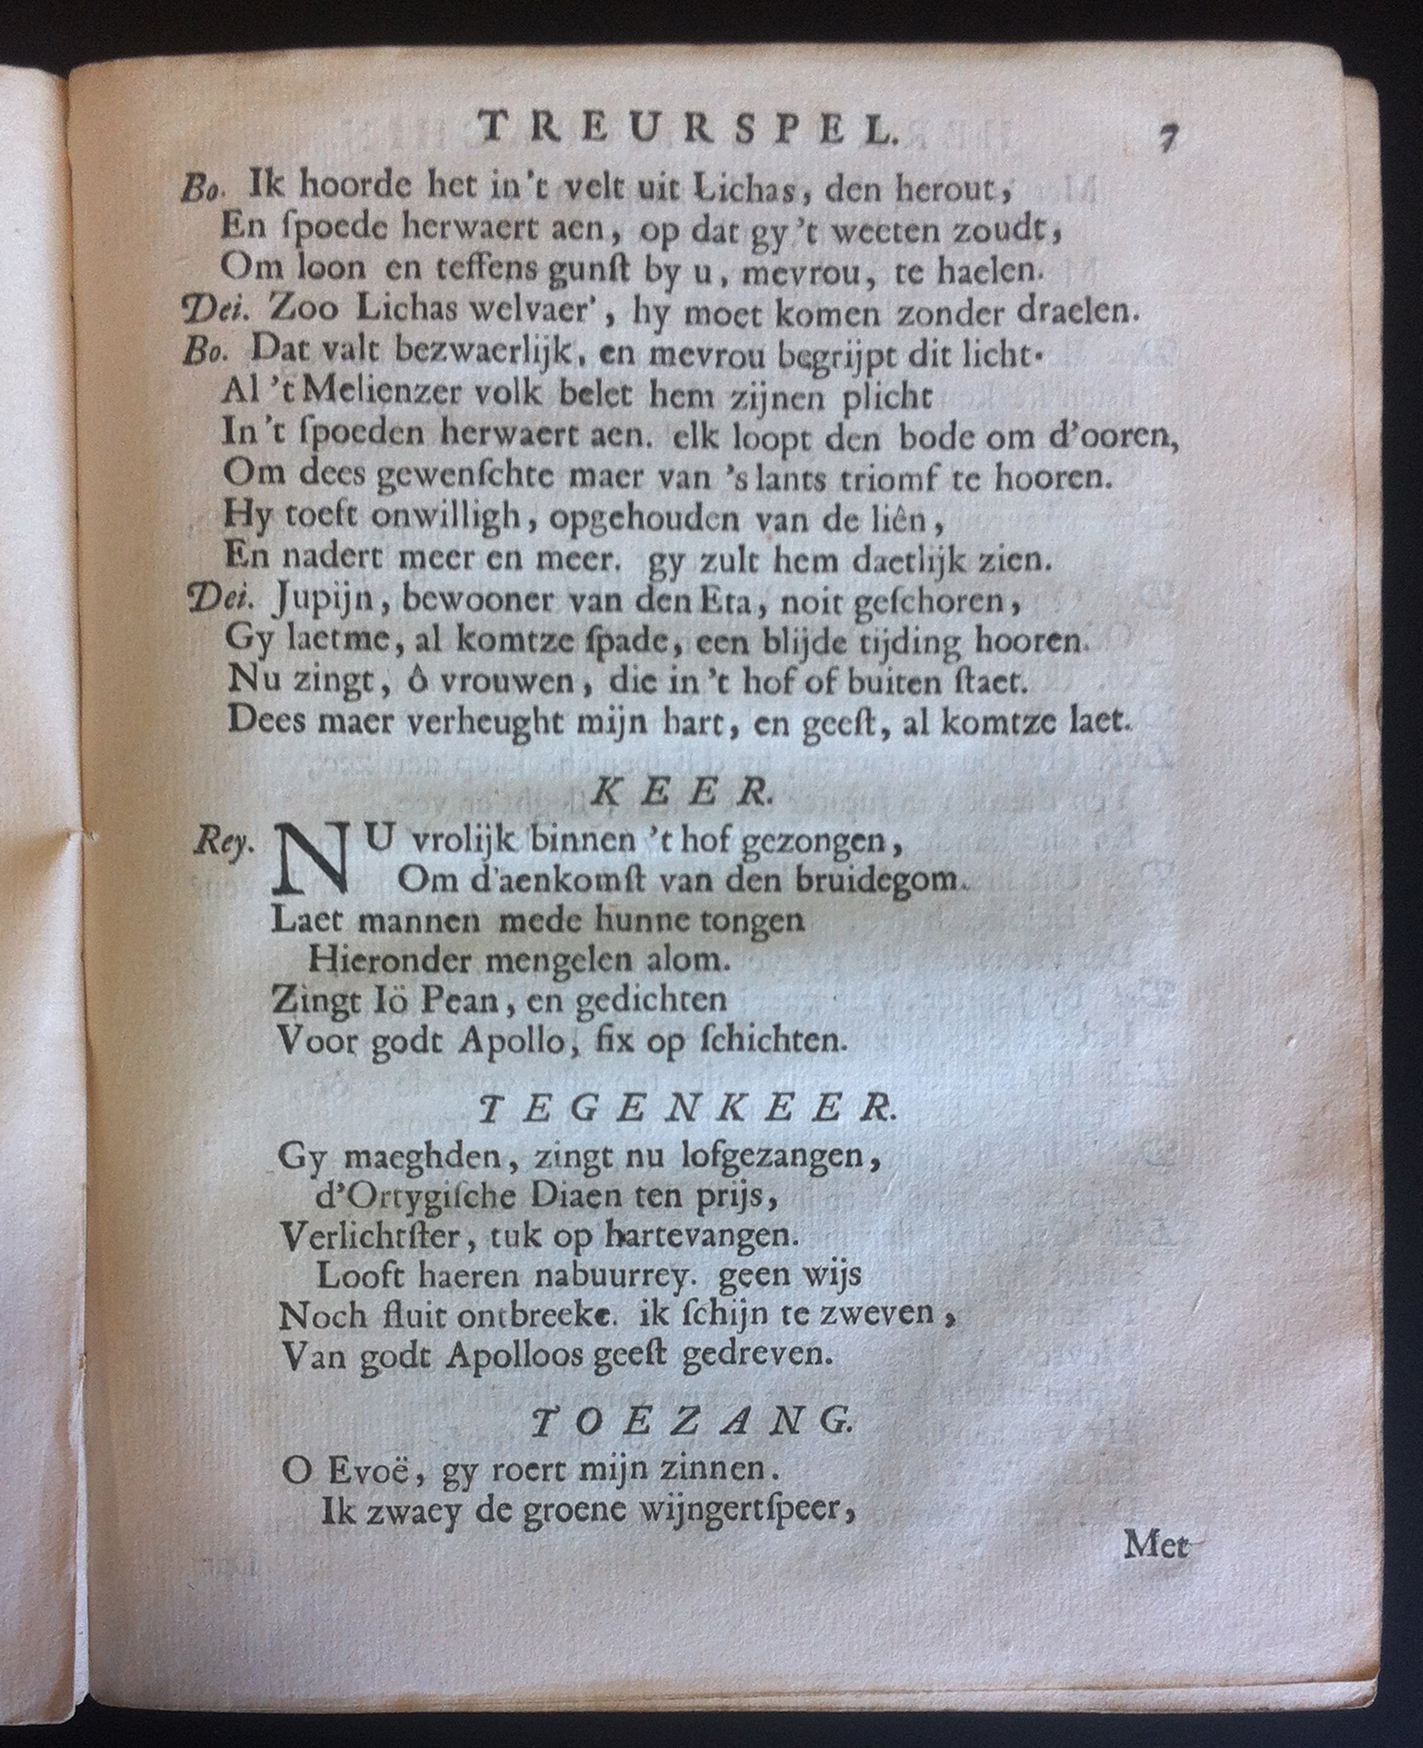 TREURSPEL. 7
Bo. Ik hoorde het in 't velt uit Lichas, den herout,
En ſpoede herwaert aen, op dat gy 't weeten zoudt,
Om loon en teffens gunſt by u, mevrou, te haelen.
Dei. Zoo Lichas welvaer', hy moet komen zonder draelen.
Bo. Dat valt bezwaerlijk, en mevrou begrijpt dit licht.
Al 't Melienzer volk belet hem zijnen plicht
In 't ſpoeden herwaert aen. elk loopt den bode om d'ooren,
Om dees gewenſchte maer van 's lants triomf te hooren.
Hy toeft onwilligh, opgehouden van de liên,
En nadert meer en meer. gy zult hem daetlijk zien.
Dei. Jupijn, bewooner van den Eta, noit geſchoren,
Gy laetme, al komtze ſpade, een blijde tijding hooren.
Nu zingt, ô vrouwen, die in 't hof of buiten ſtaet.
Dees maer verheught mijn hart, en geeſt, al komtze laet.
KEER.
Rey. NU vrolijk binnen 't hof gezongen,
Om d'aenkomſt van den bruidegom.
Laet mannen mede hunne tongen
Hieronder mengelen alom.
Zingt Iö Pean, en gedichten
Voor godt Apollo, fix op ſchichten.
TEGENKEER.
Gy maeghden, zingt nu lofgezangen,
d'Ortygiſche Diaen ten prijs,
Verlichtſter, tuk op hartevangen.
Looft haeren nabuurrey. geen wijs
Noch fluit ontbreeke. ik ſchijn te zweven,
Van godt Apolloos geeſt gedreven.
TOEZANG.
O Evoë, gy roert mijn zinnen.
Ik zwaey de groene wijngertſpeer,
Met